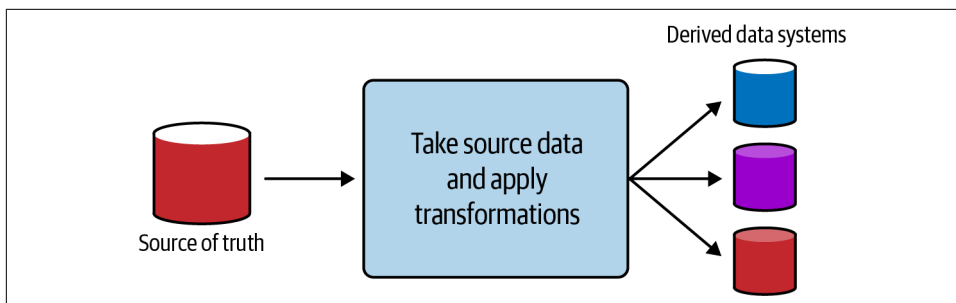 Derived data systems
Take source data
and apply
transformations
Source of truth